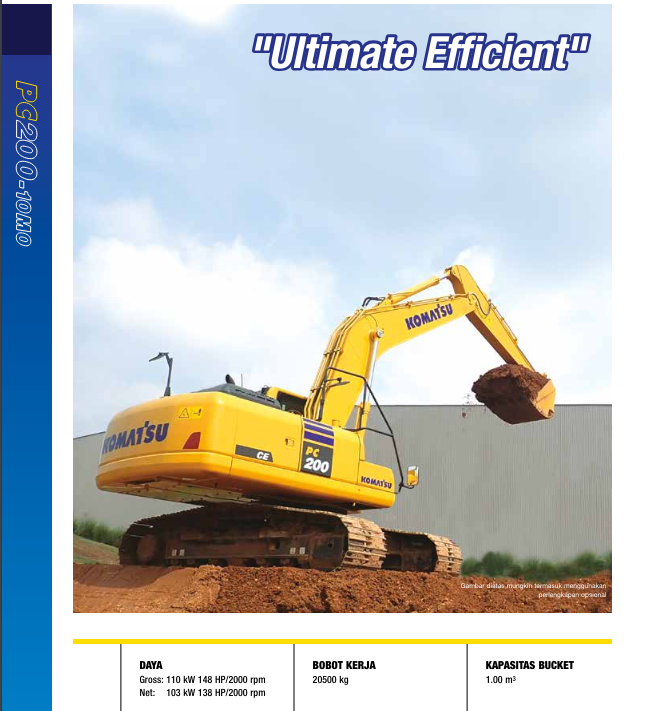 "Ultimate Efficient"
PC200-10M0
KOMATSU
KOMATSU
CE
PC
200
KOMATSU
Gambar diatas mungkin termasuk menggunakan
perlengkapan opsional
DAYA
Gross: 110 kW 148 HP/2000 rpm
Net: 103 kW 138 HP/2000 rpm
BOBOT KERJA
20500 kg
KAPASITAS BUCKET
1.00 m³